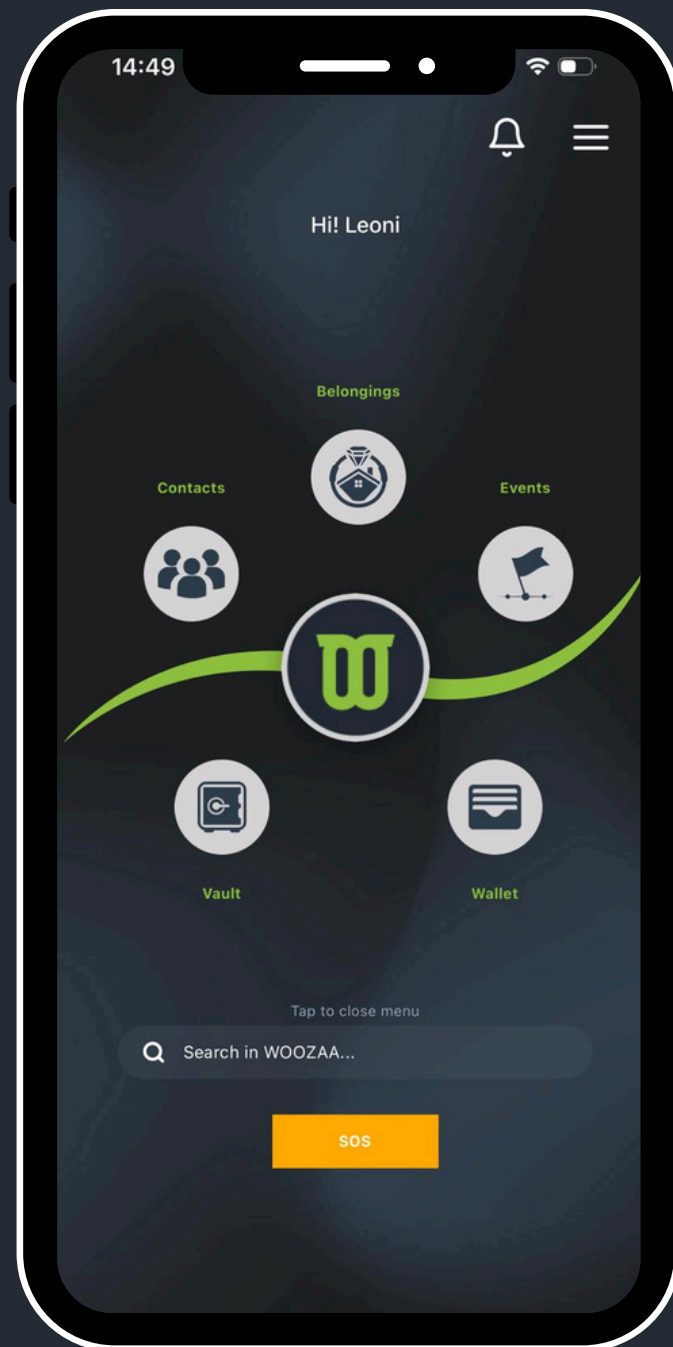 14:49
Hi! Leoni
Belongings
Contacts
Events
Vault
Wallet
Tap to close menu
Search in WOOZAA...
SOS